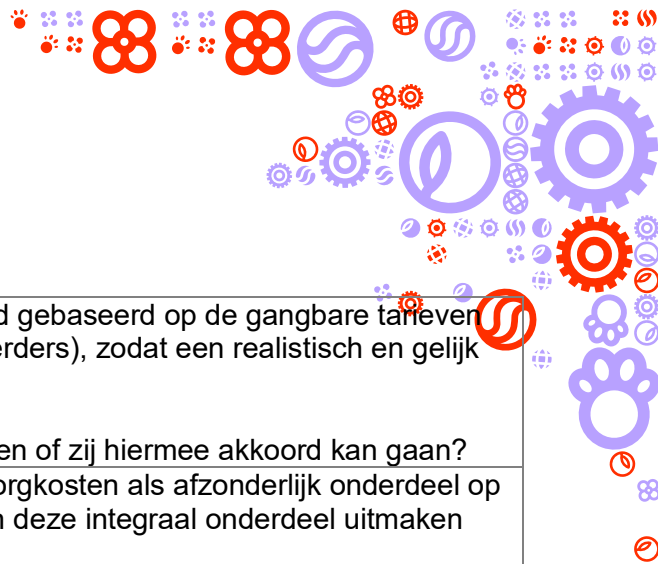 d gebaseerd op de gangbare tarieven
erders), zodat een realistisch en gelijk
en of zij hiermee akkoord kan gaan?
orgkosten als afzonderlijk onderdeel op
n deze integraal onderdeel uitmaken